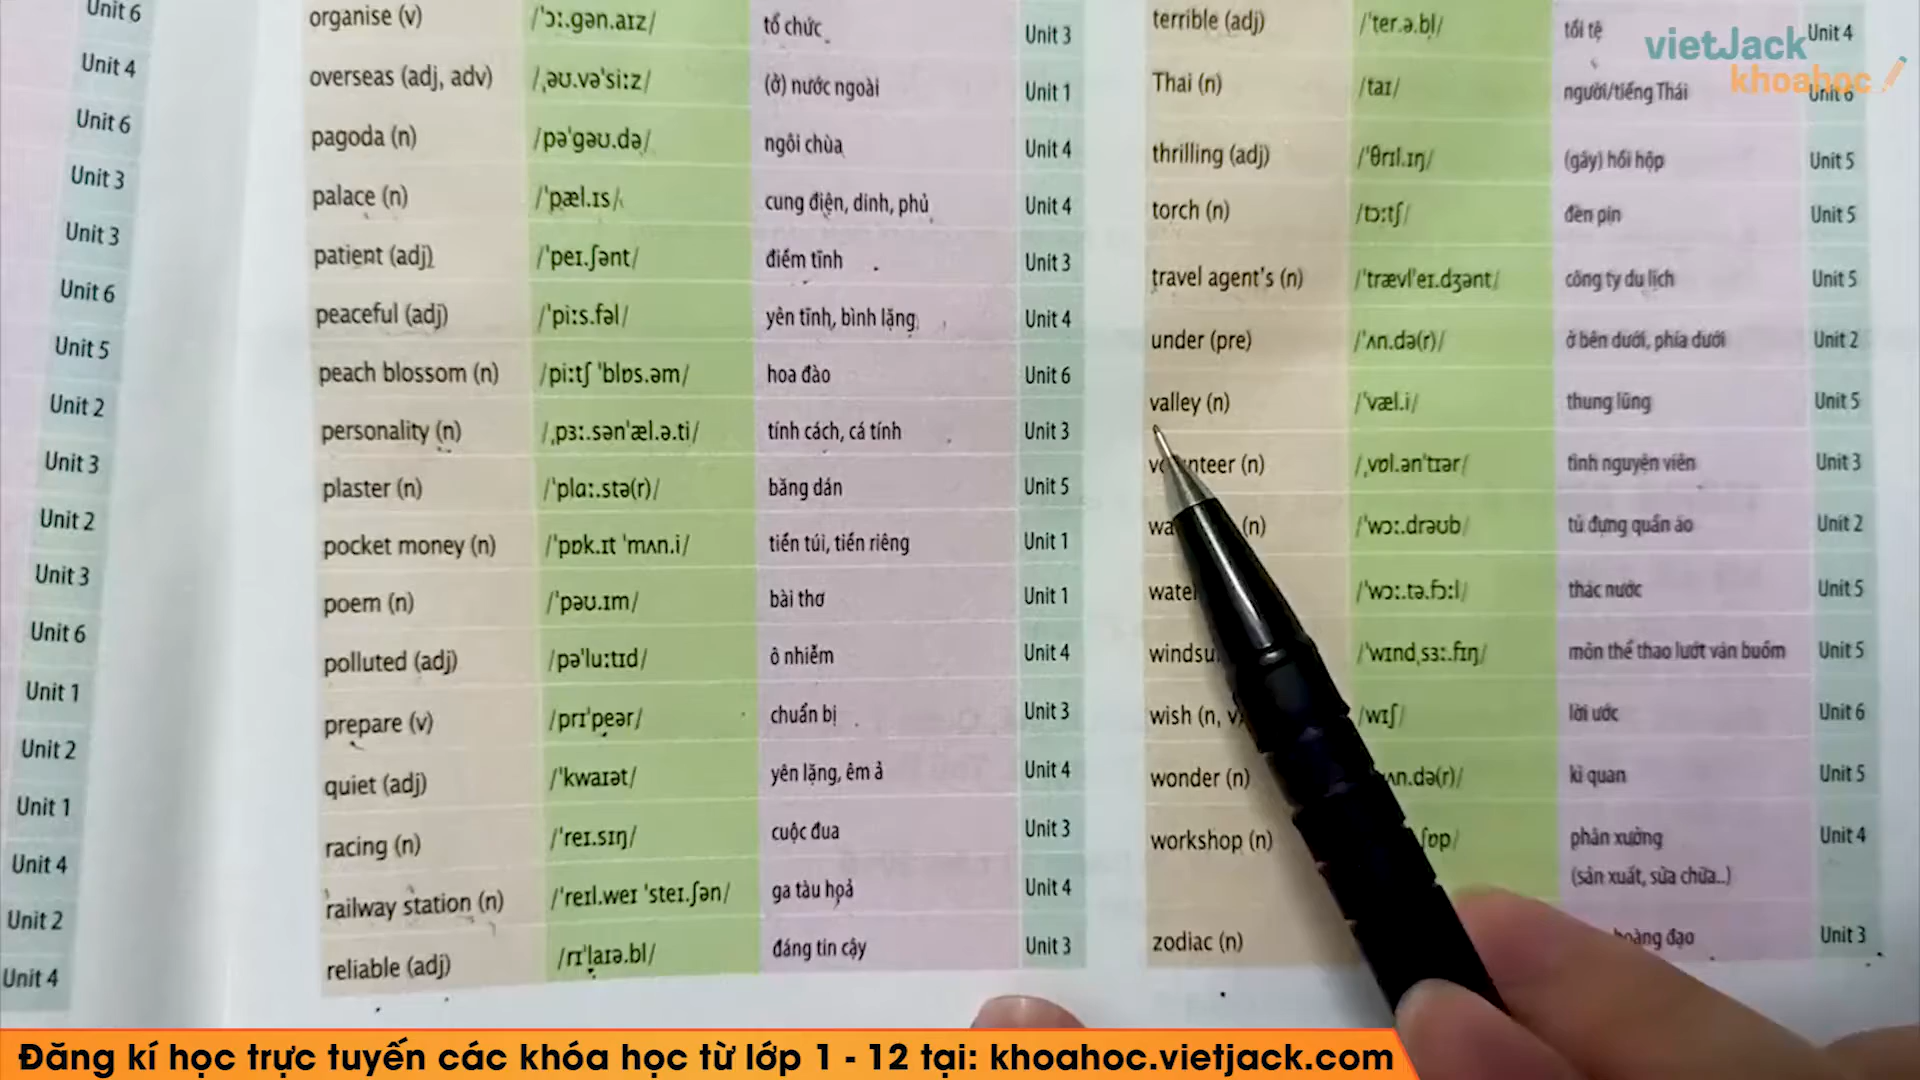 Unit 6
Unit 4
Unit 6
Unit 3
Unit 3
Unit 6
Unit 5
Unit 2
Unit 3
Unit 2
Unit 3
Unit 6
Unit 1
Unit 2
Unit 1
Unit 4
Unit 2
Unit 4
organise (v) /ˈɔː.gən.aɪz/ tổ chức Unit 3
overseas (adj, adv) /ˌəʊ.vəˈsiːz/ (ở) nước ngoài Unit 1
pagoda (n) /pəˈgəʊ.də/ ngôi chùa Unit 4
palace (n) /ˈpæl.ɪs/ cung điện, dinh, phủ Unit 4
patient (adj) /ˈpeɪ.ʃənt/ điềm tĩnh Unit 3
peaceful (adj) /ˈpiːs.fəl/ yên tĩnh, bình lặng Unit 4
peach blossom (n) /piːtʃ ˈblɒs.əm/ hoa đào Unit 6
personality (n) /ˌpɜː.sənˈæl.ə.ti/ tính cách, cá tính Unit 3
plaster (n) /ˈplɑː.stə(r)/ băng dán Unit 5
pocket money (n) /ˈpɒk.ɪt ˈmʌn.i/ tiền túi, tiền riêng Unit 1
poem (n) /ˈpəʊ.ɪm/ bài thơ Unit 1
polluted (adj) /pəˈluːtɪd/ ô nhiễm Unit 4
prepare (v) /prɪˈpeər/ chuẩn bị Unit 3
quiet (adj) /ˈkwaɪət/ yên lặng, êm ả Unit 4
racing (n) /ˈreɪ.sɪŋ/ cuộc đua Unit 3
railway station (n) /ˈreɪl.weɪ ˈsteɪ.ʃən/ ga tàu hoả Unit 4
reliable (adj) /rɪˈlaɪə.bl/ đáng tin cậy Unit 3
terrible (adj) /ˈter.ə.bl/ tồi tệ Unit 4
Thai (n) /taɪ/ người/tiếng Thái Unit 6
thrilling (adj) /ˈθrɪl.ɪŋ/ (gây) hồi hộp Unit 5
torch (n) /tɔːtʃ/ đèn pin Unit 5
travel agent's (n) /ˈtrævlˈeɪ.dʒənt/ công ty du lịch Unit 5
under (pre) /ˈʌn.də(r)/ ở bên dưới, phía dưới Unit 2
valley (n) /ˈvæl.i/ thung lũng Unit 5
(n) /ˌvɒl.ənˈtɪər/ tình nguyện viên Unit 3
(n) /ˈwɔː.drəʊb/ tủ đựng quần áo Unit 2
/ˈwɔː.tə.fɔːl/ thác nước Unit 5
/ˈwɪndˌsɜː.fɪŋ/ môn thể thao lướt ván buồm Unit 5
wish (n, v) /wɪʃ/ lời ước Unit 6
wonder (n) ʌn.də(r)/ kì quan Unit 5
workshop (n) ʃɒp/ phân xưởng Unit 4
(sản xuất, sửa chữa..)
zodiac (n) hoàng đạo Unit 3
vietJack
khoahoc
Đăng kí học trực tuyến các khóa học từ lớp 1 - 12 tại: khoahoc.vietjack.com